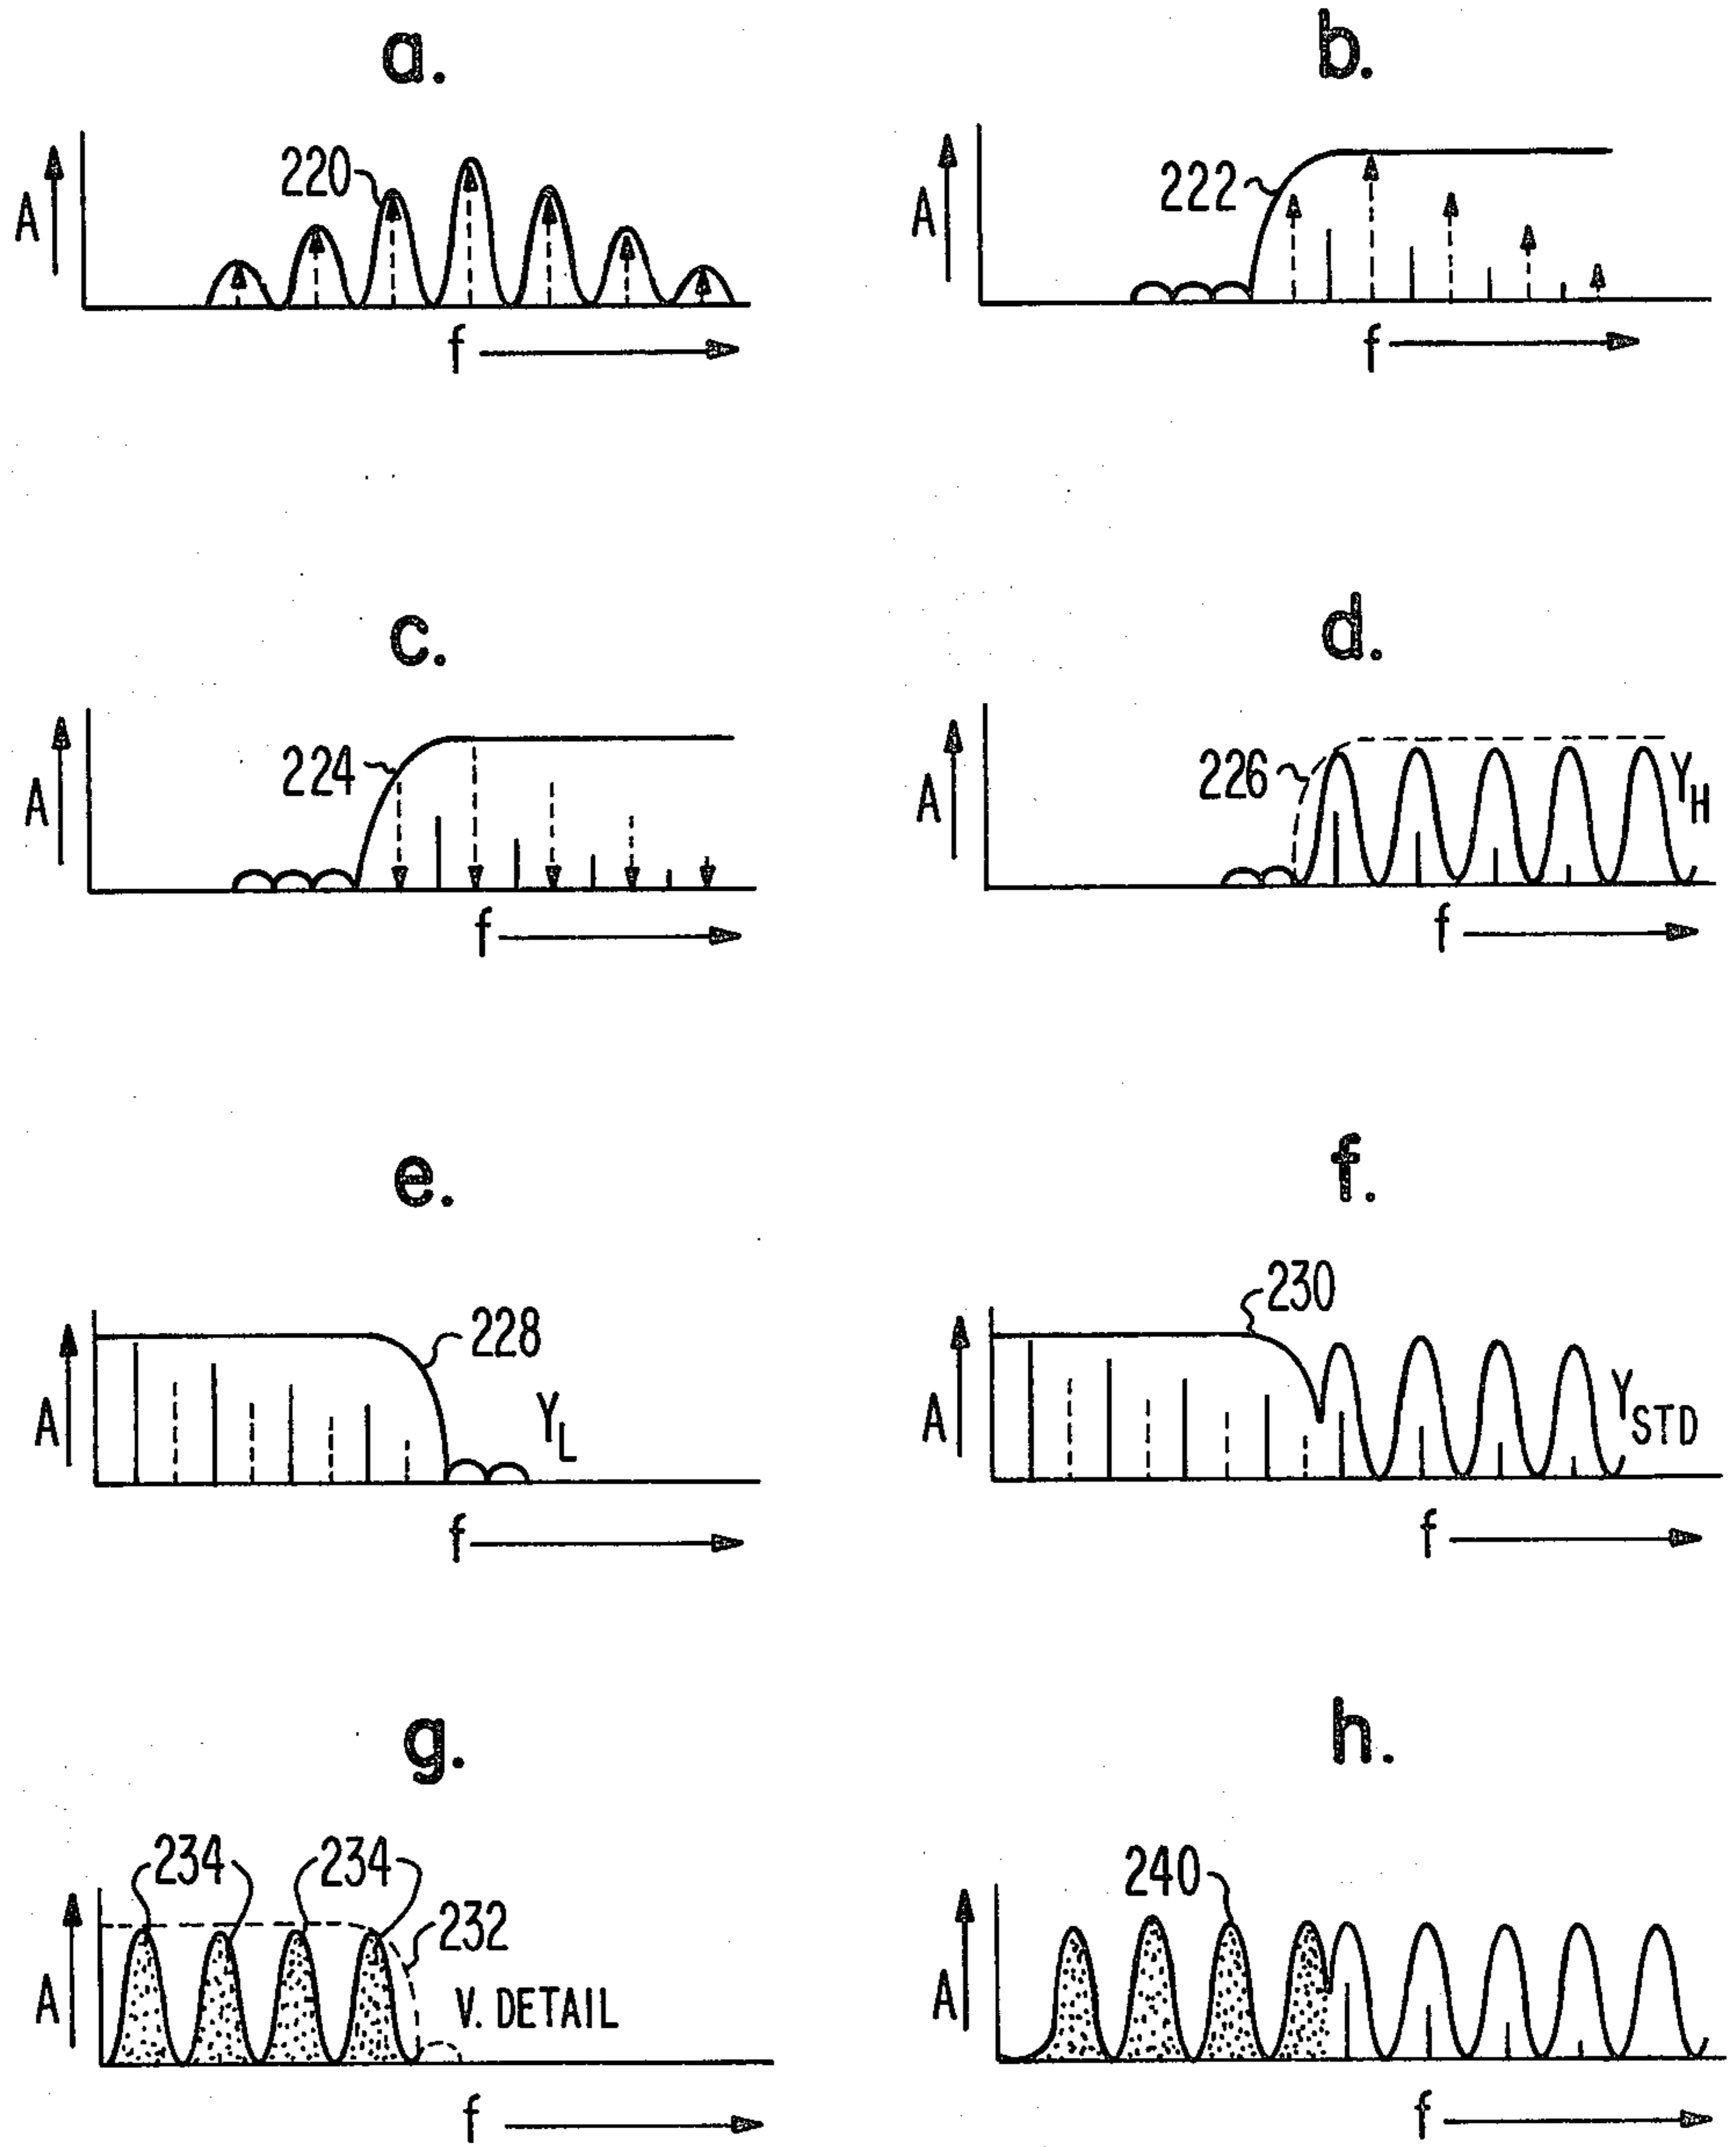 a.
220
A
f
b.
222
A
f
c.
224
A
f
d.
226
A
Y_H
f
e.
228
A
Y_L
f
f.
230
A
Y_STD
f
g.
234 234
232
A
V. DETAIL
f
h.
240
A
f